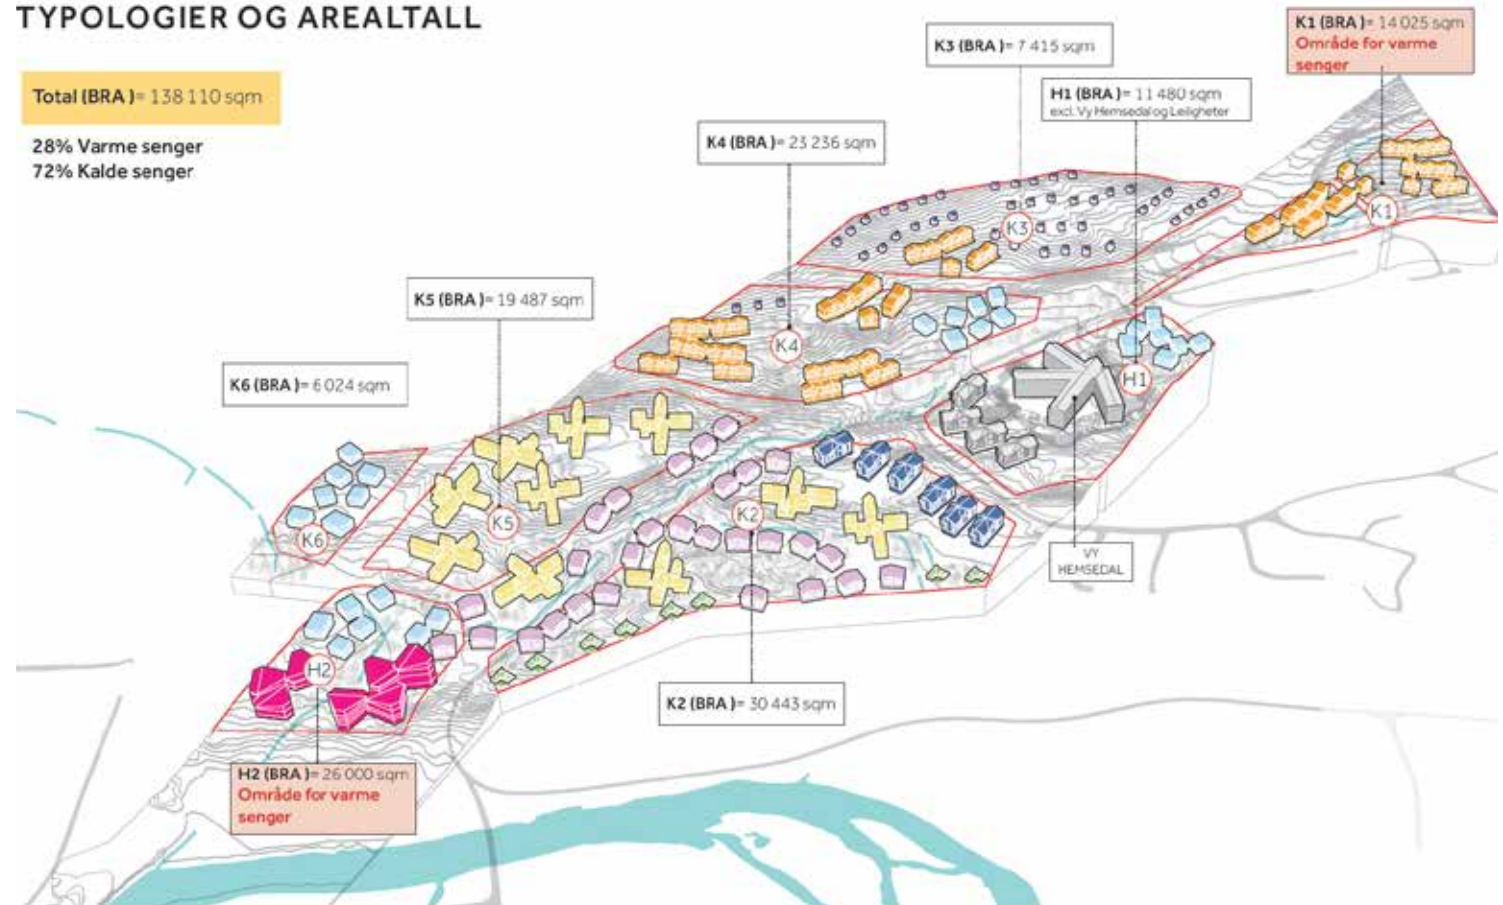 TYPOLOGIER OG AREALTALL
Total (BRA )= 138 110 sqm
28% Varme senger
72% Kalde senger
K1 (BRA )= 14 025 sqm
Område for varme
senger
K3 (BRA )= 7 415 sqm
H1 (BRA )= 11 480 sqm
excl. Vy Hemsedal og Leiligheter
K4 (BRA )= 23 236 sqm
K5 (BRA )= 19 487 sqm
K6 (BRA )= 6 024 sqm
K1
K3
K4
H1
K5
K2
K6
VY
HEMSEDAL
H2
K2 (BRA )= 30 443 sqm
H2 (BRA )= 26 000 sqm
Område for varme
senger